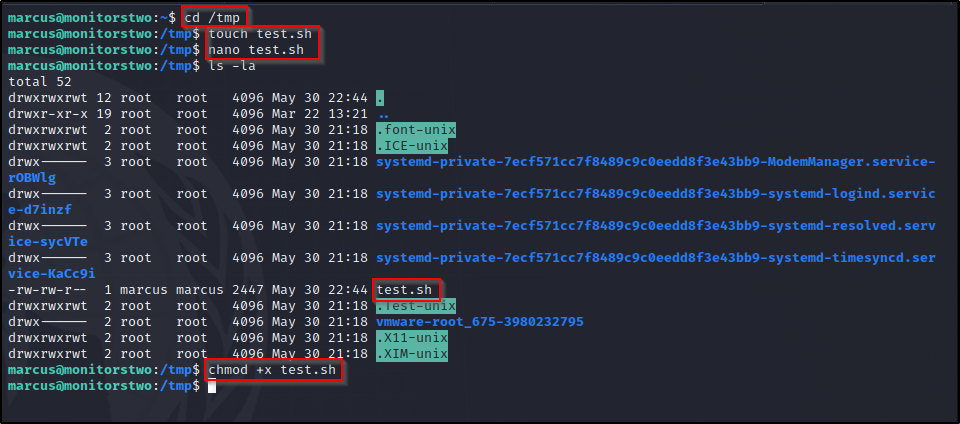 marcus@monitorstwo:~$ cd /tmp
marcus@monitorstwo:/tmp$ touch test.sh
marcus@monitorstwo:/tmp$ nano test.sh
marcus@monitorstwo:/tmp$ ls -la
total 52
drwxrwxrwt 12 root   root   4096 May 30 22:44 .
drwxr-xr-x 19 root   root   4096 Mar 22 13:21 ..
drwxrwxrwt  2 root   root   4096 May 30 21:18 .font-unix
drwxrwxrwt  2 root   root   4096 May 30 21:18 .ICE-unix
drwx------  3 root   root   4096 May 30 21:18 systemd-private-7ecf571cc7f8489c9c0eedd8f3e43bb9-ModemManager.service-
rOBWlg
drwx------  3 root   root   4096 May 30 21:18 systemd-private-7ecf571cc7f8489c9c0eedd8f3e43bb9-systemd-logind.servic
e-d7inzf
drwx------  3 root   root   4096 May 30 21:18 systemd-private-7ecf571cc7f8489c9c0eedd8f3e43bb9-systemd-resolved.serv
ice-sycVTe
drwx------  3 root   root   4096 May 30 21:18 systemd-private-7ecf571cc7f8489c9c0eedd8f3e43bb9-systemd-timesyncd.ser
vice-KaCc9i
-rw-rw-r--  1 marcus marcus 2447 May 30 22:44 test.sh
drwxrwxrwt  2 root   root   4096 May 30 21:18 .Test-unix
drwx------  2 root   root   4096 May 30 21:18 vmware-root_675-3980232795
drwxrwxrwt  2 root   root   4096 May 30 21:18 .X11-unix
drwxrwxrwt  2 root   root   4096 May 30 21:18 .XIM-unix
marcus@monitorstwo:/tmp$ chmod +x test.sh
marcus@monitorstwo:/tmp$